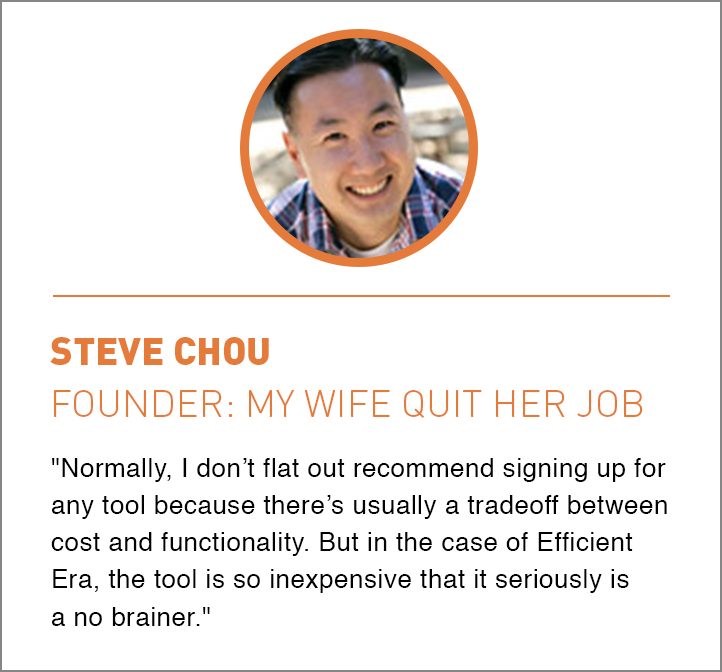 STEVE CHOU
FOUNDER: MY WIFE QUIT HER JOB
"Normally, I don’t flat out recommend signing up for
any tool because there’s usually a tradeoff between
cost and functionality. But in the case of Efficient
Era, the tool is so inexpensive that it seriously is
a no brainer."